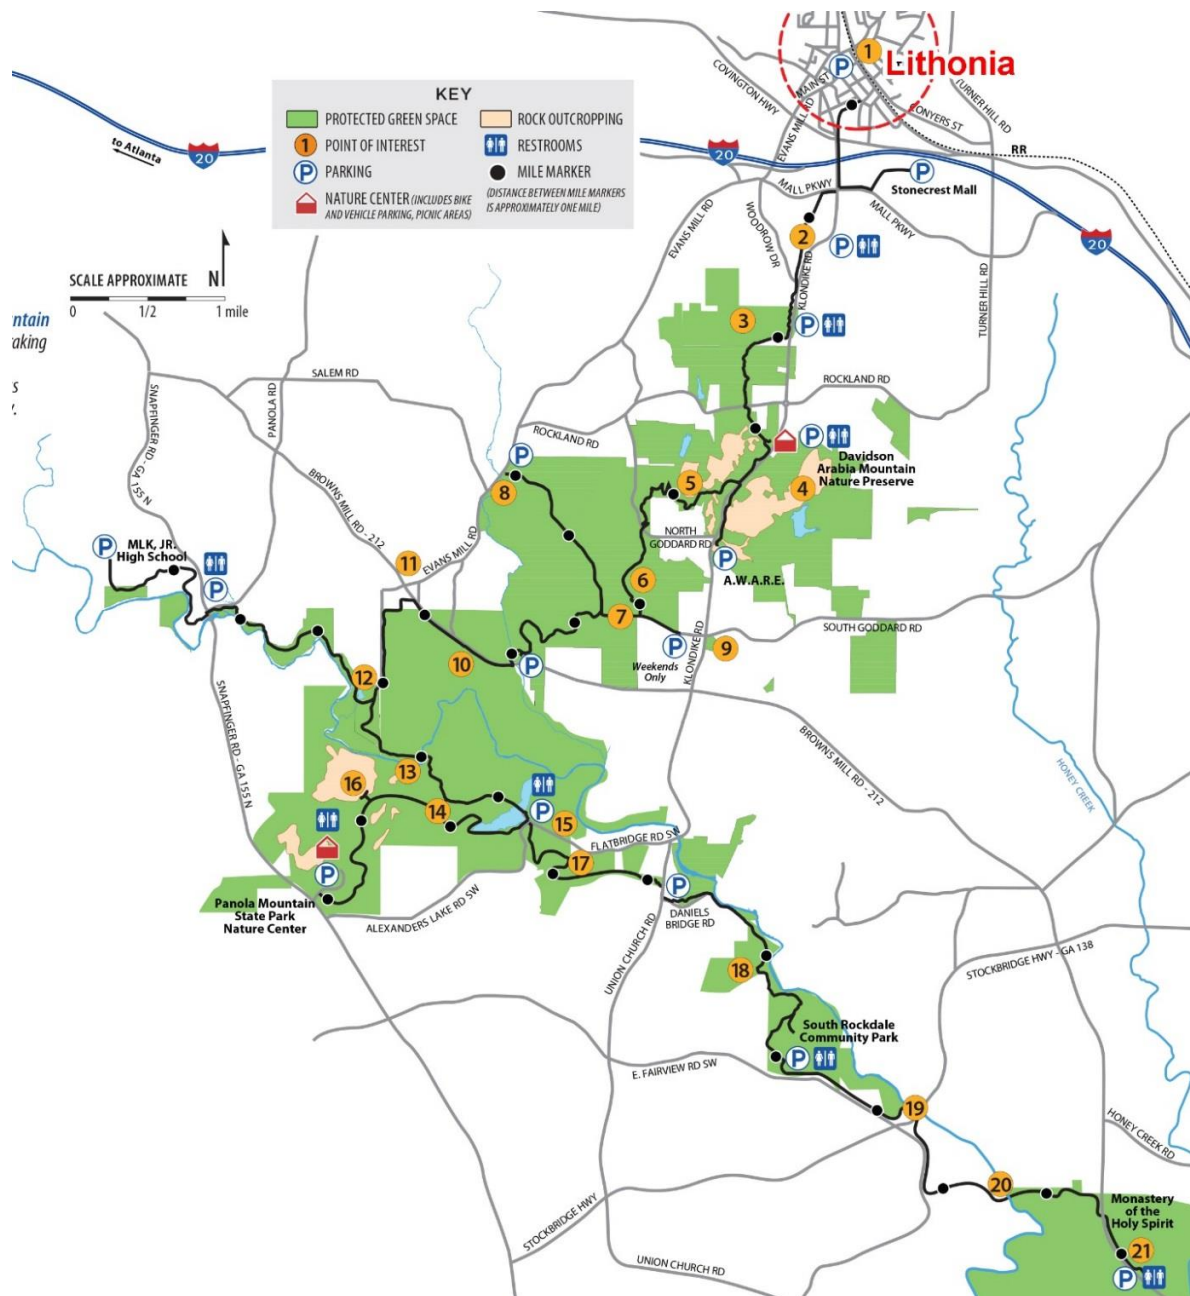 1
Lithonia
P
MAIN ST
COVINGTON HWY
TURNER HILL RD
CONYERS ST
EVANS MILL RD
RR
KEY
PROTECTED GREEN SPACE
ROCK OUTCROPPING
1 POINT OF INTEREST
RESTROOMS
P PARKING
MILE MARKER
NATURE CENTER (INCLUDES BIKE
AND VEHICLE PARKING, PICNIC AREAS)
(DISTANCE BETWEEN MILE MARKERS
IS APPROXIMATELY ONE MILE)
to Atlanta
20
20
20
P
Stonecrest Mall
MALL PKWY
MALL PKWY
EVANS MILL RD
WOODROW DR
2
P
KLONDIKE RD
TURNER HILL RD
SCALE APPROXIMATE N
0 1/2 1 mile
ntain
aking
s
.
3
P
SALEM RD
SNAPFINGER RD - GA 155 N
PANOLA RD
ROCKLAND RD
ROCKLAND RD
P
P
Davidson
Arabia Mountain
Nature Preserve
BROWNS MILL RD - 212
8
5
4
NORTH
GODDARD RD
EVANS MILL RD
P
MLK, JR.
High School
P
11
P
A.W.A.R.E.
6
7
SOUTH GODDARD RD
P
Weekends
Only
9
KLONDIKE RD
10
P
12
SNAPFINGER RD - GA 155 N
BROWNS MILL RD - 212
HONEY CREEK
13
16
14
P
15
FLATBRIDGE RD SW
17
P
P
Panola Mountain
State Park
Nature Center
ALEXANDERS LAKE RD SW
DANIELS
BRIDGE RD
UNION CHURCH RD
18
STOCKBRIDGE HWY - GA 138
South Rockdale
Community Park
P
E. FAIRVIEW RD SW
19
HONEY CREEK RD
20
Monastery
of the
Holy Spirit
STOCKBRIDGE HWY
21
UNION CHURCH RD
P